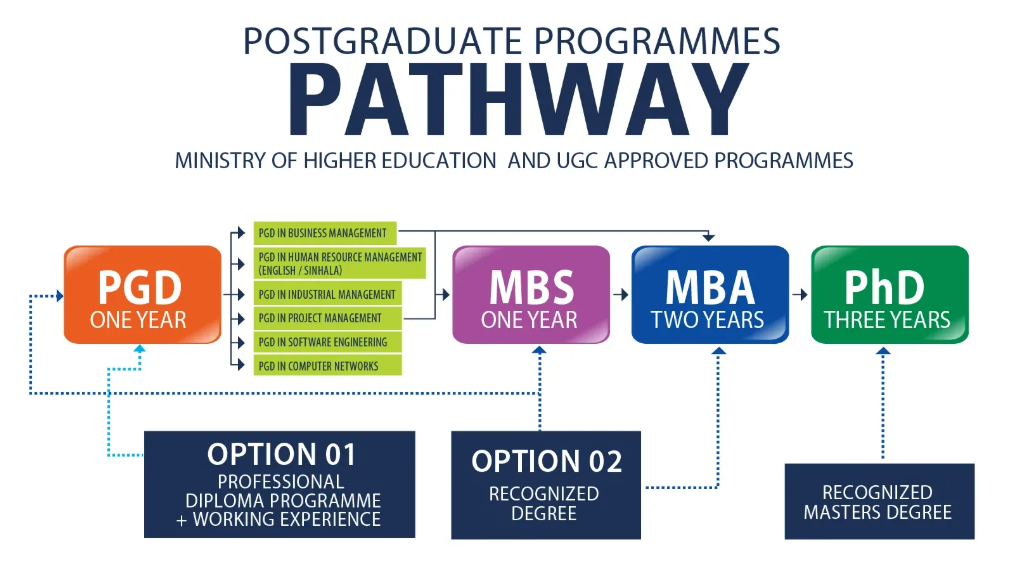 POSTGRADUATE PROGRAMMES
PATHWAY
MINISTRY OF HIGHER EDUCATION AND UGC APPROVED PROGRAMMES
PGD
ONE YEAR
PGD IN BUSINESS MANAGEMENT
PGD IN HUMAN RESOURCE MANAGEMENT
(ENGLISH / SINHALA)
PGD IN INDUSTRIAL MANAGEMENT
PGD IN PROJECT MANAGEMENT
PGD IN SOFTWARE ENGINEERING
PGD IN COMPUTER NETWORKS
MBS
ONE YEAR
MBA
TWO YEARS
PhD
THREE YEARS
OPTION 01
PROFESSIONAL
DIPLOMA PROGRAMME
+ WORKING EXPERIENCE
OPTION 02
RECOGNIZED
DEGREE
RECOGNIZED
MASTERS DEGREE